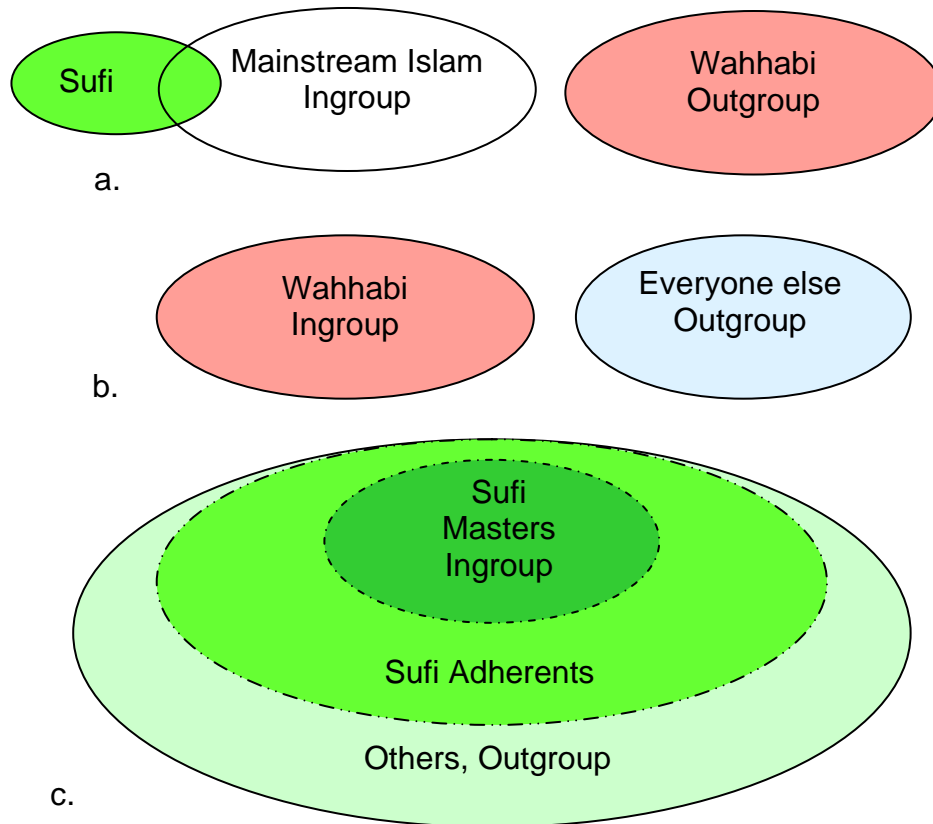 Sufi
Mainstream Islam
Ingroup
Wahhabi
Outgroup
a.
Wahhabi
Ingroup
Everyone else
Outgroup
b.
Sufi
Masters
Ingroup
Sufi Adherents
Others, Outgroup
c.